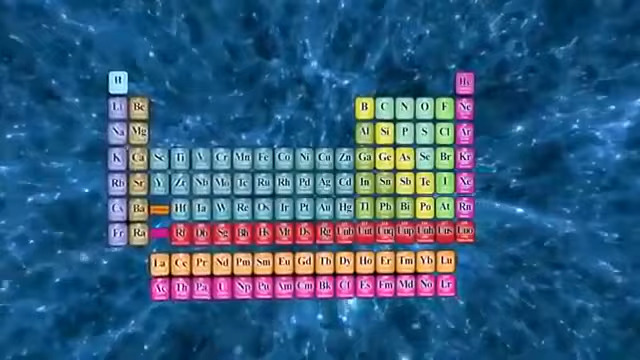 H He
Li Be B C N O F Ne
Na Mg Al Si P S Cl Ar
K Ca Sc Ti V Cr Mn Fe Co Ni Cu Zn Ga Ge As Se Br Kr
Rb Sr Y Zr Nb Mo Tc Ru Rh Pd Ag Cd In Sn Sb Te I Xe
Cs Ba Hf Ta W Re Os Ir Pt Au Hg Tl Pb Bi Po At Rn
Fr Ra Rf Db Sg Bh Hs Mt Ds Rg Uub Uut Uuq Uup Uuh Uus Uuo
La Ce Pr Nd Pm Sm Eu Gd Tb Dy Ho Er Tm Yb Lu
Ac Th Pa U Np Pu Am Cm Bk Cf Es Fm Md No Lr